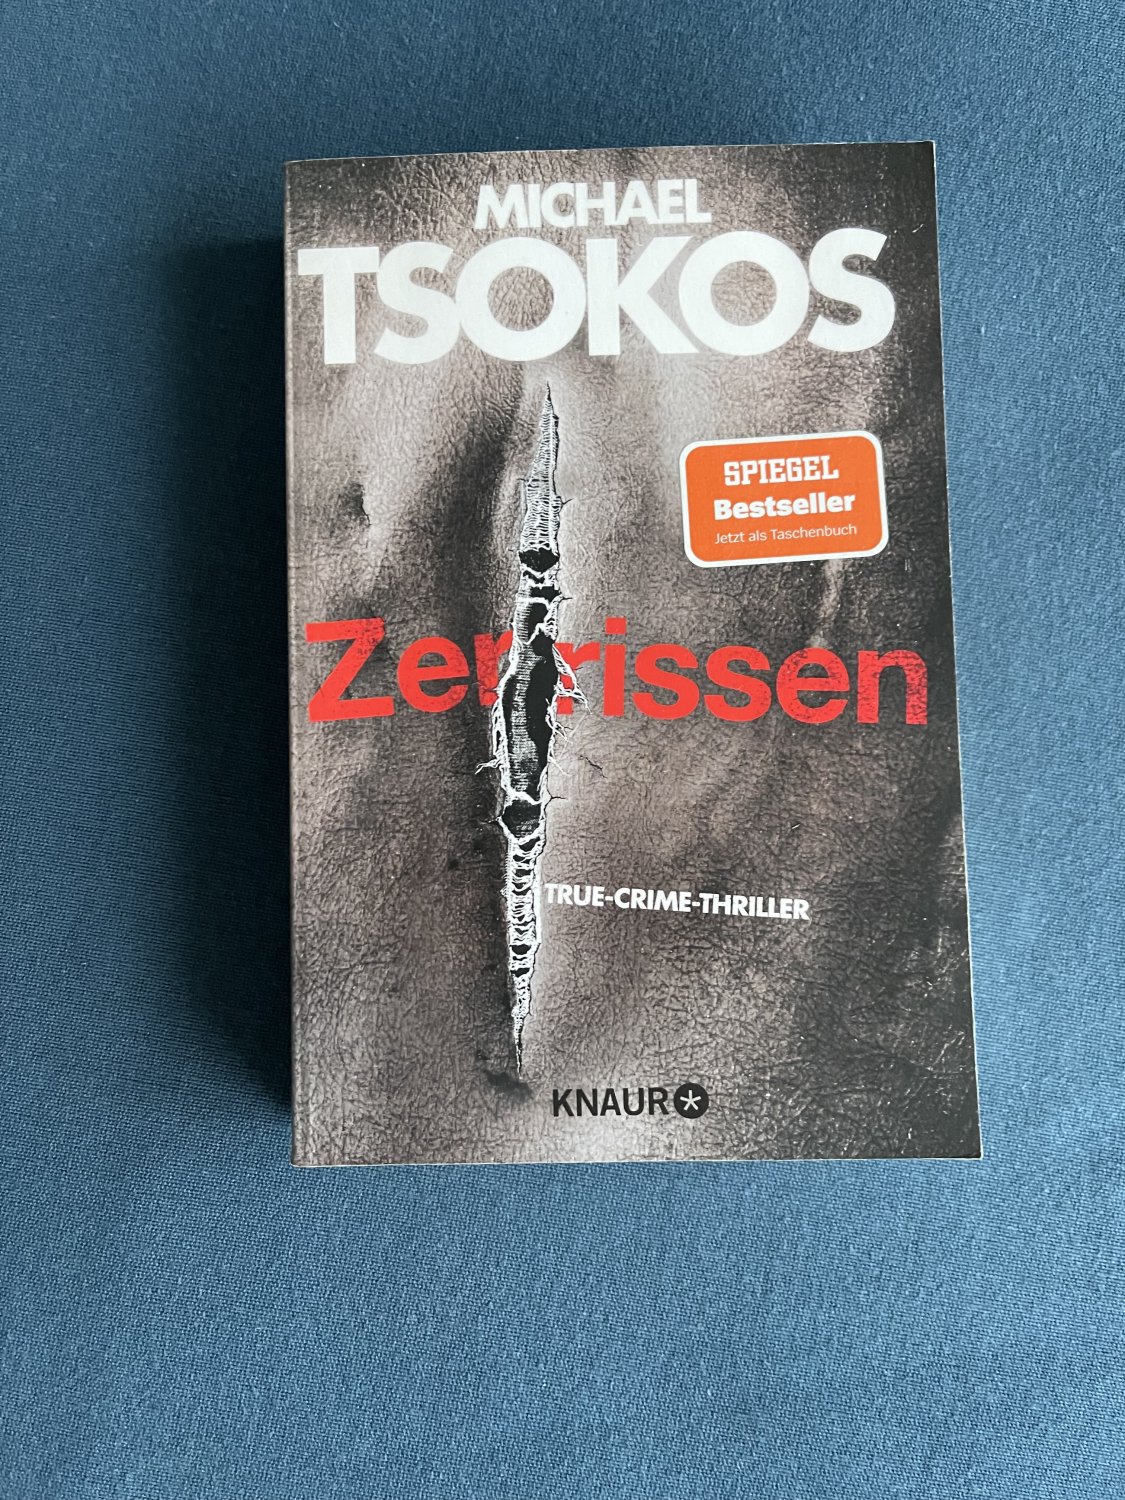 MICHAEL
TSOKOS
SPIEGEL
Bestseller
Jetzt als Taschenbuch
Zerrissen
TRUE-CRIME-THRILLER
KNAUR